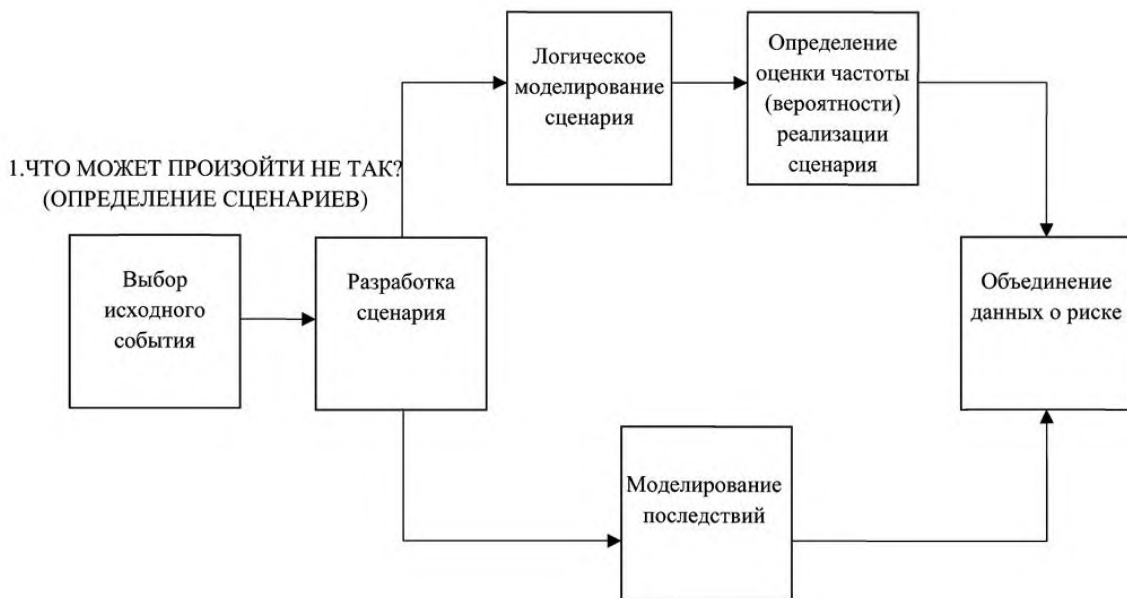 Логическое
моделирование
сценария
Определение
оценки частоты
(вероятности)
реализации
сценария
1.ЧТО МОЖЕТ ПРОИЗОЙТИ НЕ ТАК?
(ОПРЕДЕЛЕНИЕ СЦЕНАРИЕВ)
Выбор
исходного
события
Разработка
сценария
Объединение
данных о риске
Моделирование
последствий